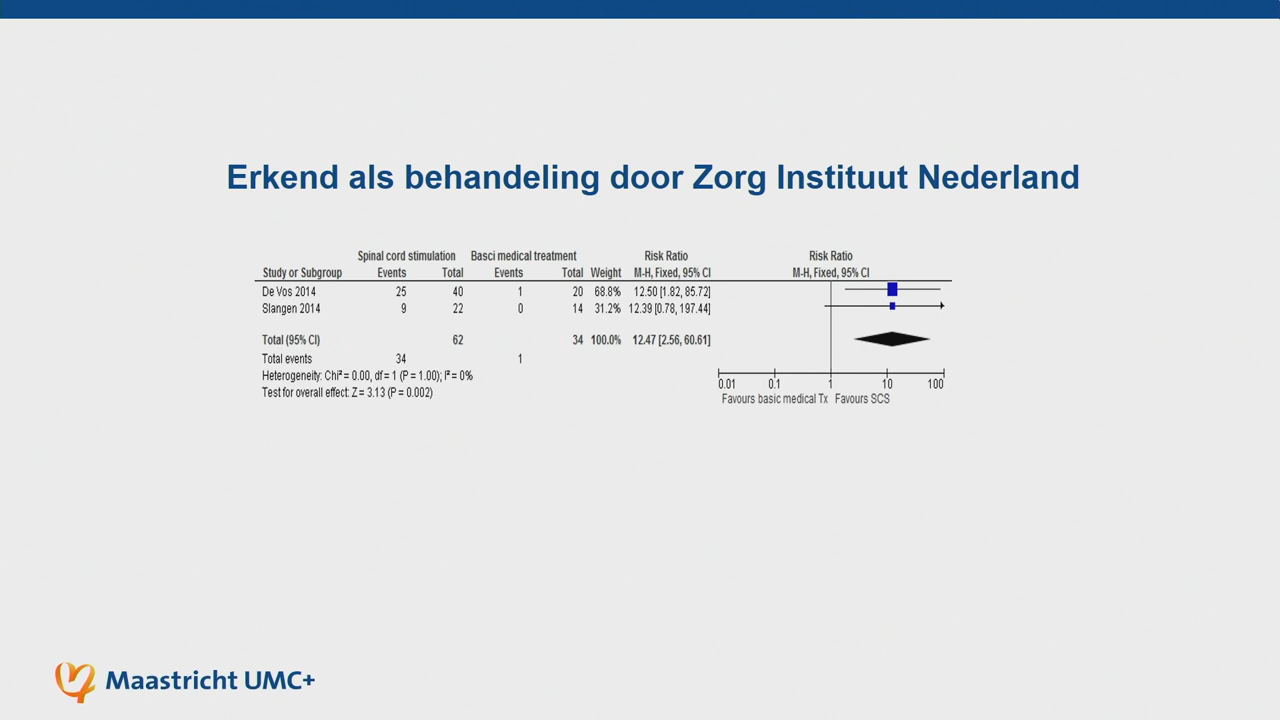 Erkend als behandeling door Zorg Instituut Nederland
Spinal cord stimulation Basci medical treatment Risk Ratio Risk Ratio
Study or Subgroup Events Total Events Total Weight M-H, Fixed, 95% CI M-H, Fixed, 95% CI
De Vos 2014 25 40 1 20 68.8% 12.50 [1.82, 85.72]
Slangen 2014 9 22 0 14 31.2% 12.39 [0.78, 197.44]
Total (95% CI) 62 34 100.0% 12.47 [2.56, 60.61]
Total events 34 1
Heterogeneity: Chi² = 0.00, df = 1 (P = 1.00); I² = 0%
Test for overall effect: Z = 3.13 (P = 0.002)
0.01 0.1 1 10 100
Favours basic medical Tx Favours SCS
Maastricht UMC+